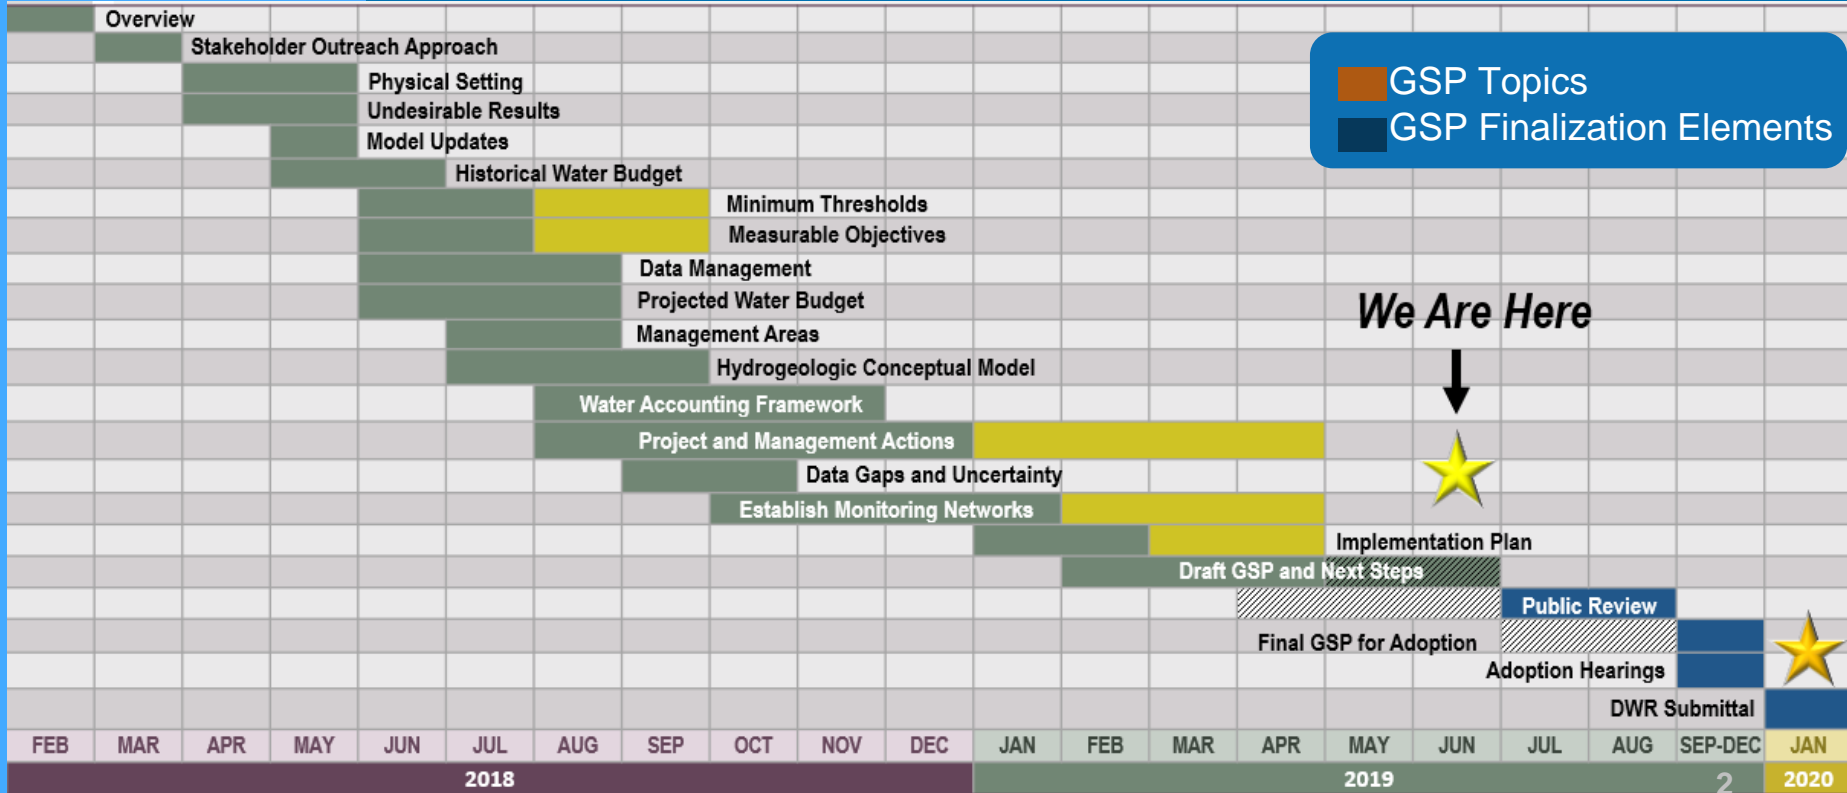 Overview
Stakeholder Outreach Approach
Physical Setting
GSP Topics
Undesirable Results
GSP Finalization Elements
Model Updates
Historical Water Budget
Minimum Thresholds
Measurable Objectives
Data Management
Projected Water Budget
We Are Here
Management Areas
Hydrogeologic Conceptual Model
Water Accounting Framework
Project and Management Actions
Data Gaps and Uncertainty
Establish Monitoring Networks
Implementation Plan
Draft GSP and Next Steps
Public Review
Final GSP for Adoption
Adoption Hearings
DWR Submittal
FEB MAR APR MAY JUN JUL AUG SEP OCT NOV DEC JAN FEB MAR APR MAY JUN JUL AUG SEP-DEC JAN
2018 2019 2 2020